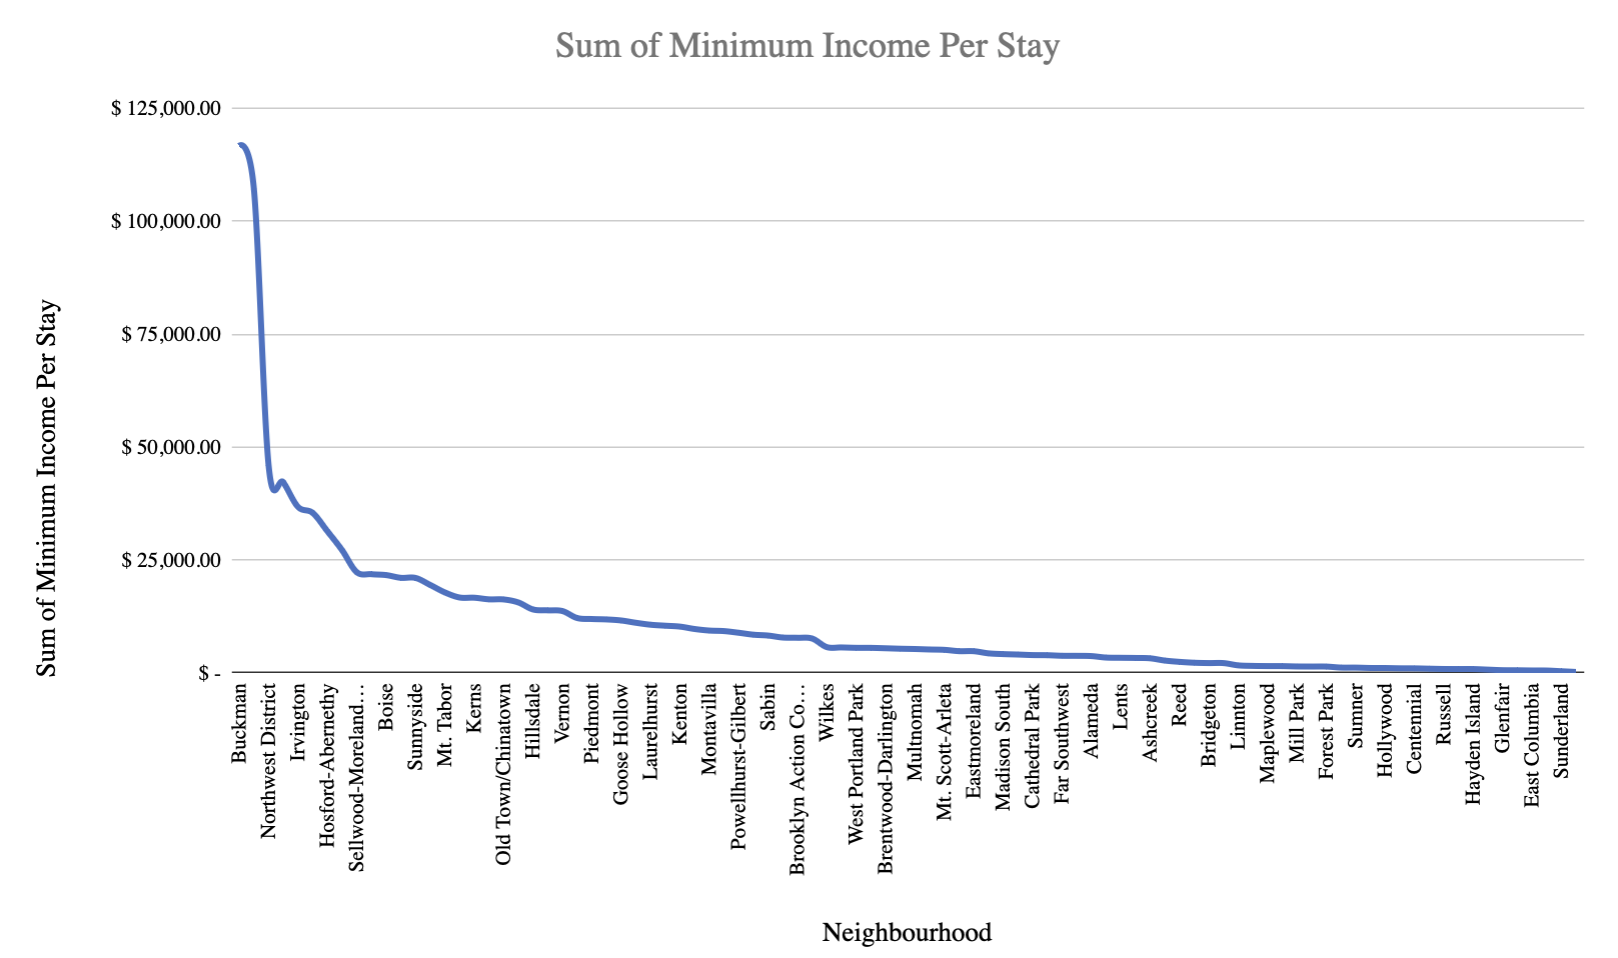 Sum of Minimum Income Per Stay
$ 125,000.00
$ 100,000.00
$ 75,000.00
$ 50,000.00
$ 25,000.00
$ -
Sum of Minimum Income Per Stay
Buckman
Northwest District
Irvington
Hosford-Abernethy
Sellwood-Moreland…
Boise
Sunnyside
Mt. Tabor
Kerns
Old Town/Chinatown
Hillsdale
Vernon
Piedmont
Goose Hollow
Laurelhurst
Kenton
Montavilla
Powellhurst-Gilbert
Sabin
Brooklyn Action Co…
Wilkes
West Portland Park
Brentwood-Darlington
Multnomah
Mt. Scott-Arleta
Eastmoreland
Madison South
Cathedral Park
Far Southwest
Alameda
Lents
Ashcreek
Reed
Bridgeton
Linnton
Maplewood
Mill Park
Forest Park
Sumner
Hollywood
Centennial
Russell
Hayden Island
Glenfair
East Columbia
Sunderland
Neighbourhood